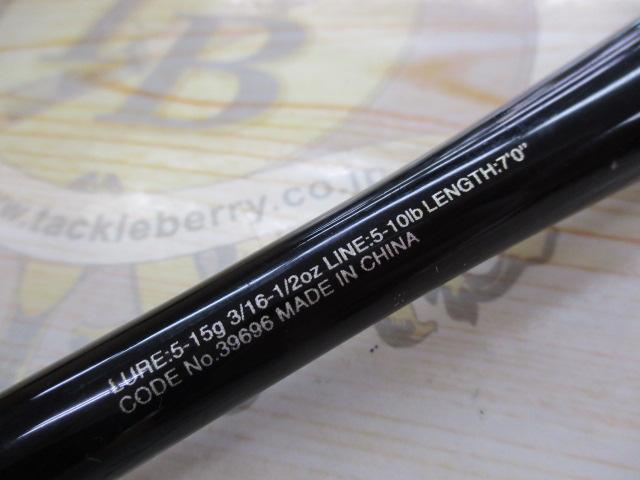 TB
www.tackleberry.co.jp
LURE:5-15g 3/16-1/2oz LINE:5-10lb LENGTH:7'0"
CODE No.39696 MADE IN CHINA